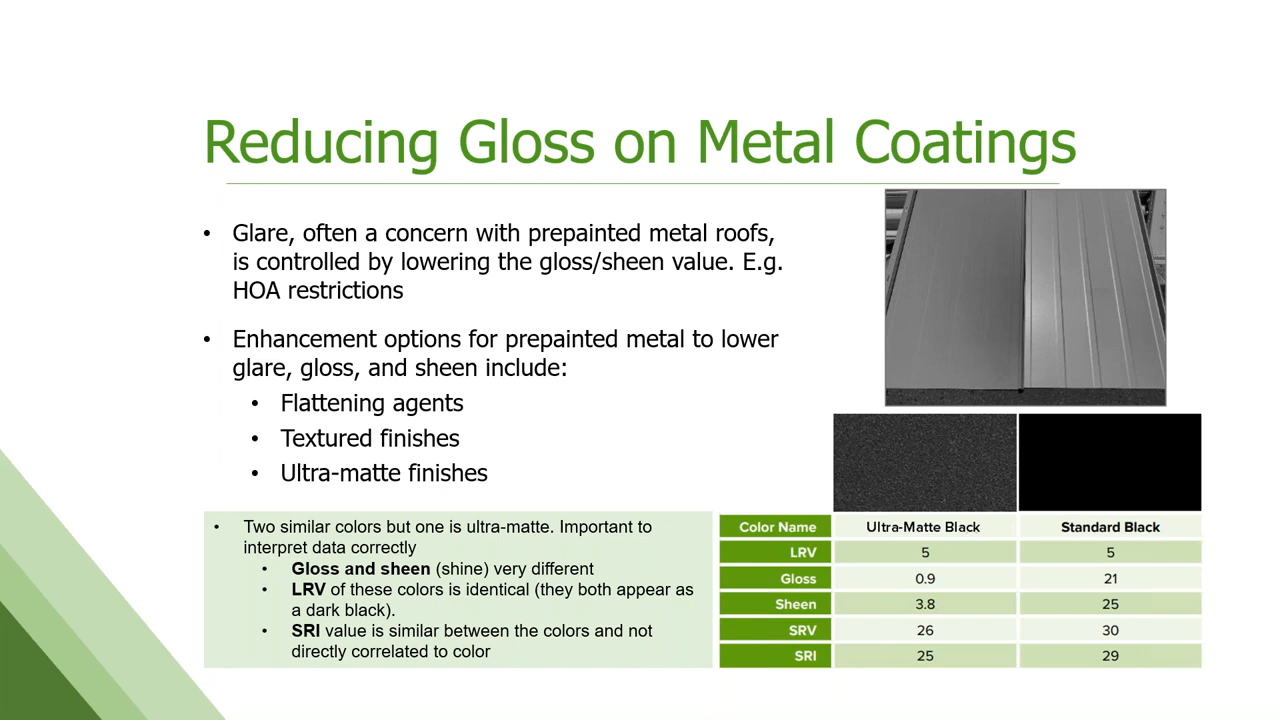 Reducing Gloss on Metal Coatings
• Glare, often a concern with prepainted metal roofs,
is controlled by lowering the gloss/sheen value. E.g.
HOA restrictions
• Enhancement options for prepainted metal to lower
glare, gloss, and sheen include:
• Flattening agents
• Textured finishes
• Ultra-matte finishes
• Two similar colors but one is ultra-matte. Important to
interpret data correctly
• Gloss and sheen (shine) very different
• LRV of these colors is identical (they both appear as
a dark black).
• SRI value is similar between the colors and not
directly correlated to color
Color Name Ultra-Matte Black Standard Black
LRV 5 5
Gloss 0.9 21
Sheen 3.8 25
SRV 26 30
SRI 25 29